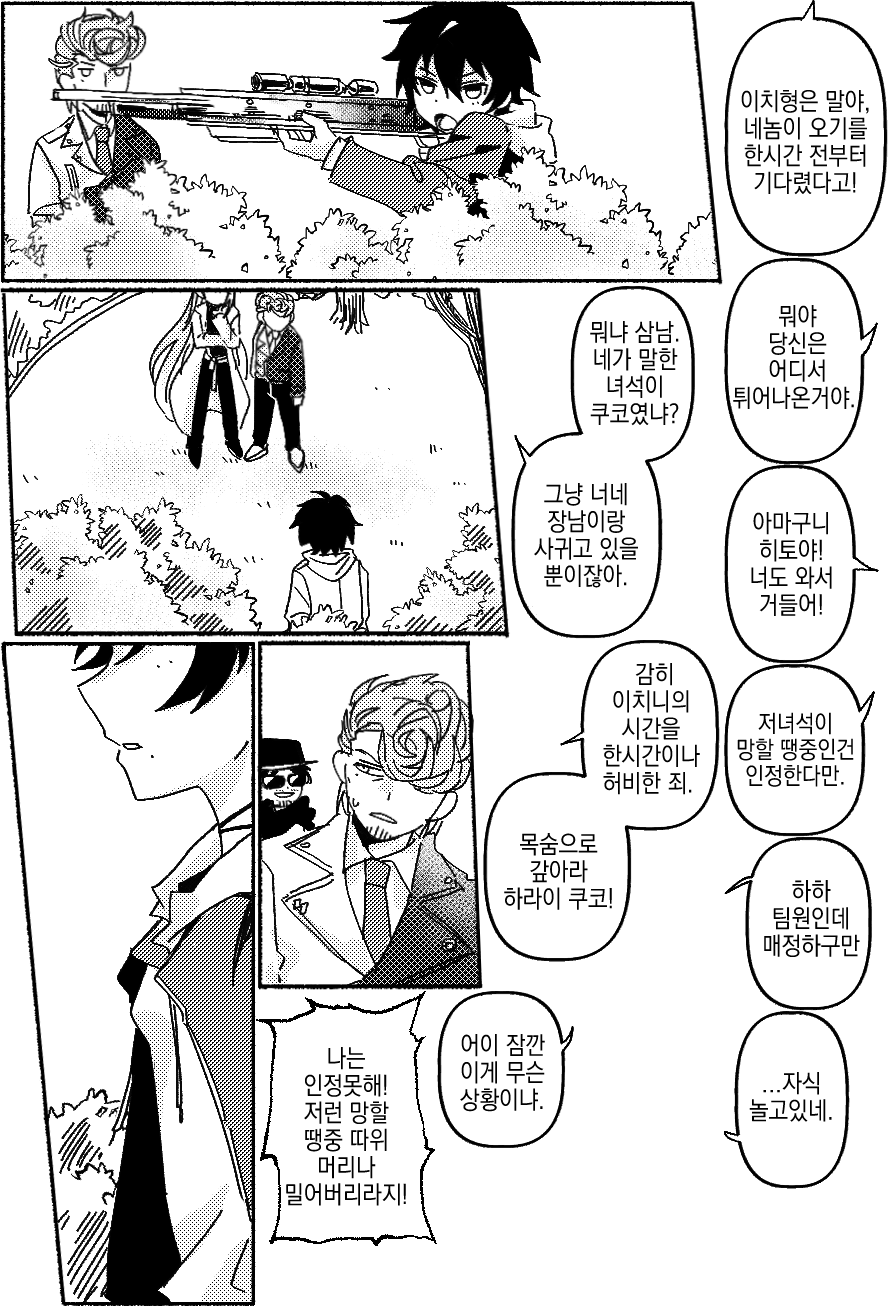 이치형은 말야,
네놈이 오기를
한시간 전부터
기다렸다고!
뭐야
당신은
어디서
튀어나온거야.
아마구니
히토야!
너도 와서
거들어!
저녀석이
망할 땡중인건
인정한다만.
하하
팀원인데
매정하구만
…자식
놀고있네.
뭐냐 삼남.
네가 말한
녀석이
쿠코였냐?
그냥 너네
장남이랑
사귀고 있을
뿐이잖아.
감히
이치니의
시간을
한시간이나
허비한 죄.
목숨으로
갚아라
하라이 쿠코!
어이 잠깐
이게 무슨
상황이냐.
나는
인정못해!
저런 망할
땡중 따위
머리나
밀어버리라지!